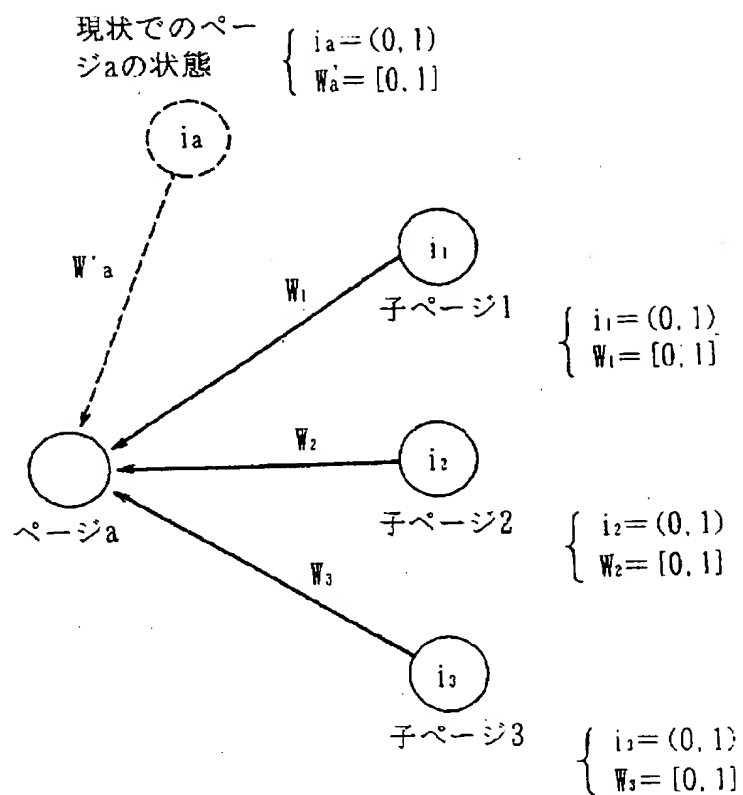 現状でのペー
ジaの状態
ia=(0,1)
W'a=[0,1]
ia
W'a
i1
W1
子ページ1
i1=(0,1)
W1=[0,1]
W2
i2
ページa
子ページ2
i2=(0,1)
W2=[0,1]
W3
i3
子ページ3
i3=(0,1)
W3=[0,1]